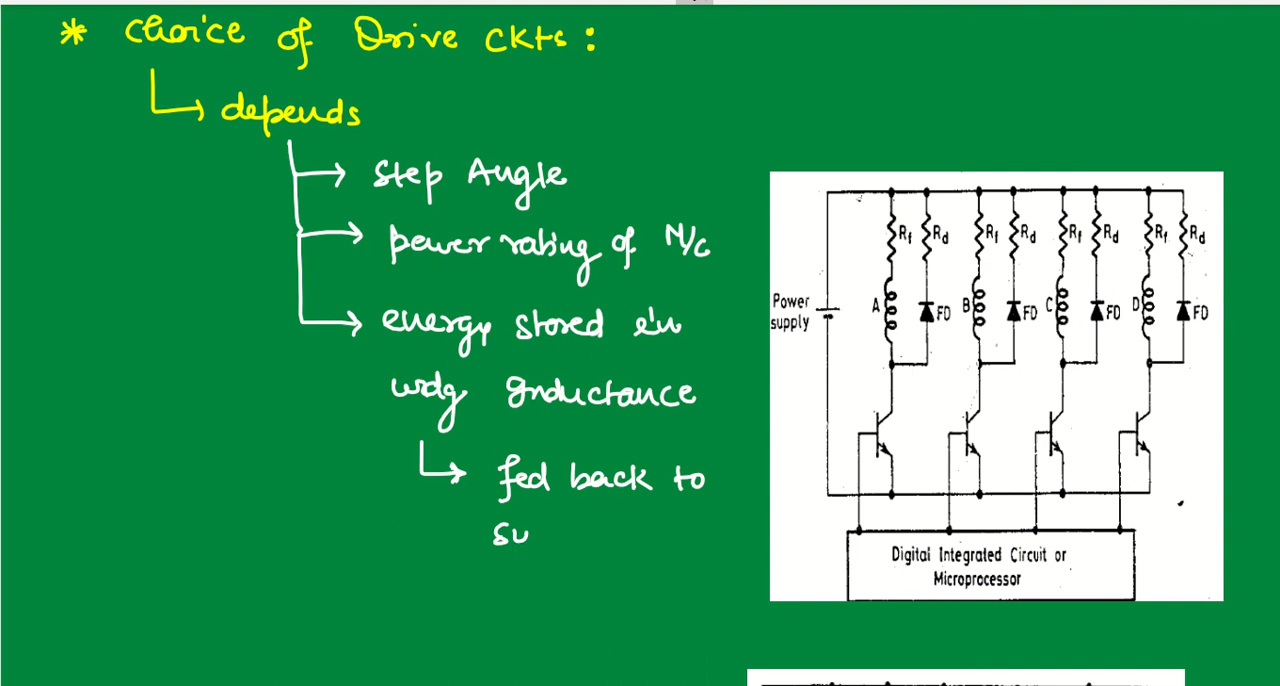 * Choice of Drive Ckts :
depends
Step Angle
power rating of M/c
energy stored in
wdg Inductance
fed back to
su
Rf Rd Rf Rd Rf Rd Rf Rd
Power
supply
A FD B FD C FD D FD
Digital Integrated Circuit or
Microprocessor